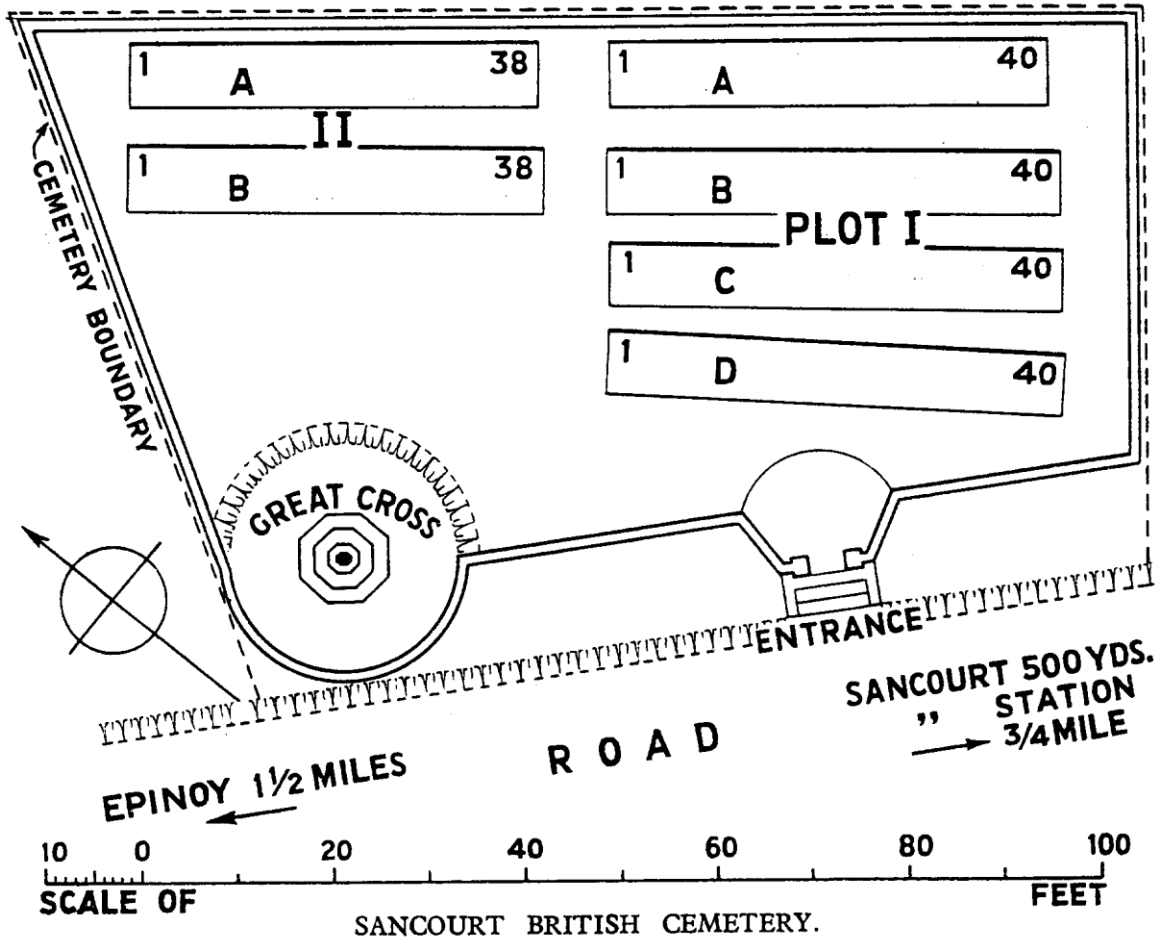 1 A 38
1 A 40
II
1 B 38
1 B 40
PLOT I
1 C 40
1 D 40
CEMETERY BOUNDARY
GREAT CROSS
ENTRANCE
SANCOURT 500 YDS.
” STATION
3/4 MILE
ROAD
EPINOY 1½ MILES
10 0 20 40 60 80 100
SCALE OF FEET
SANCOURT BRITISH CEMETERY.